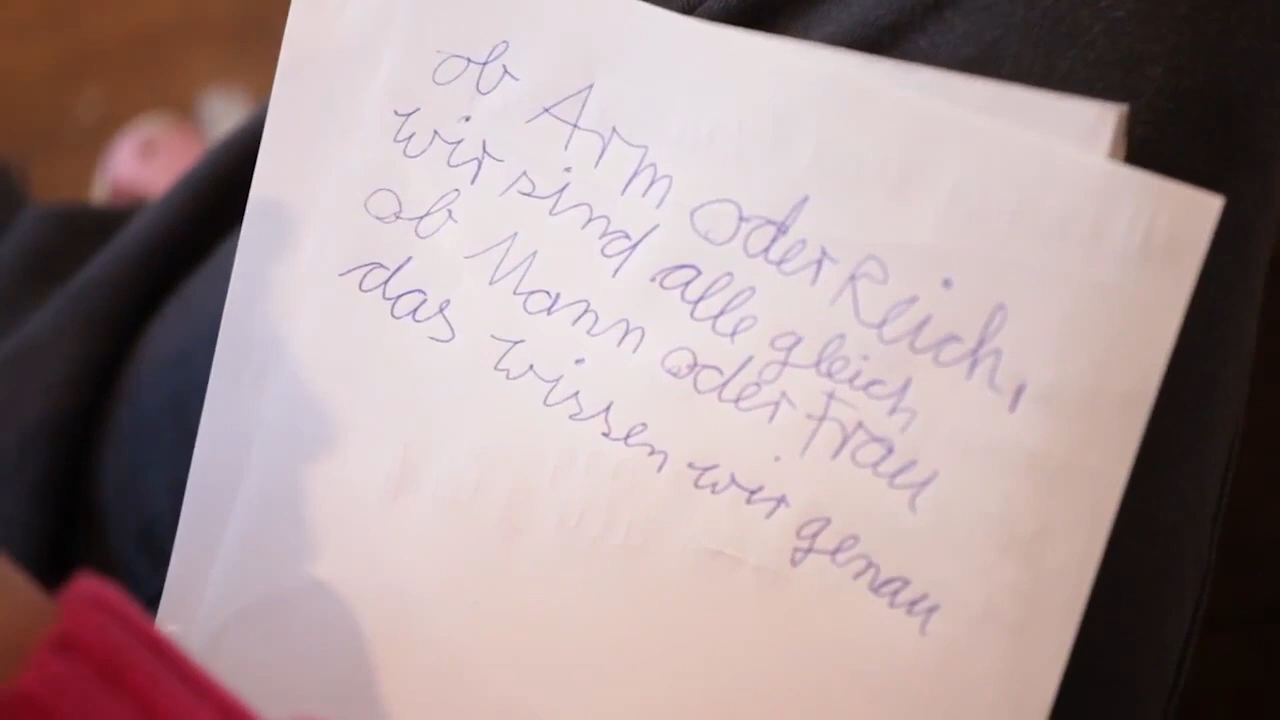 ob Arm oder Reich,
wir sind alle gleich
ob Mann oder Frau
das wissen wir genau